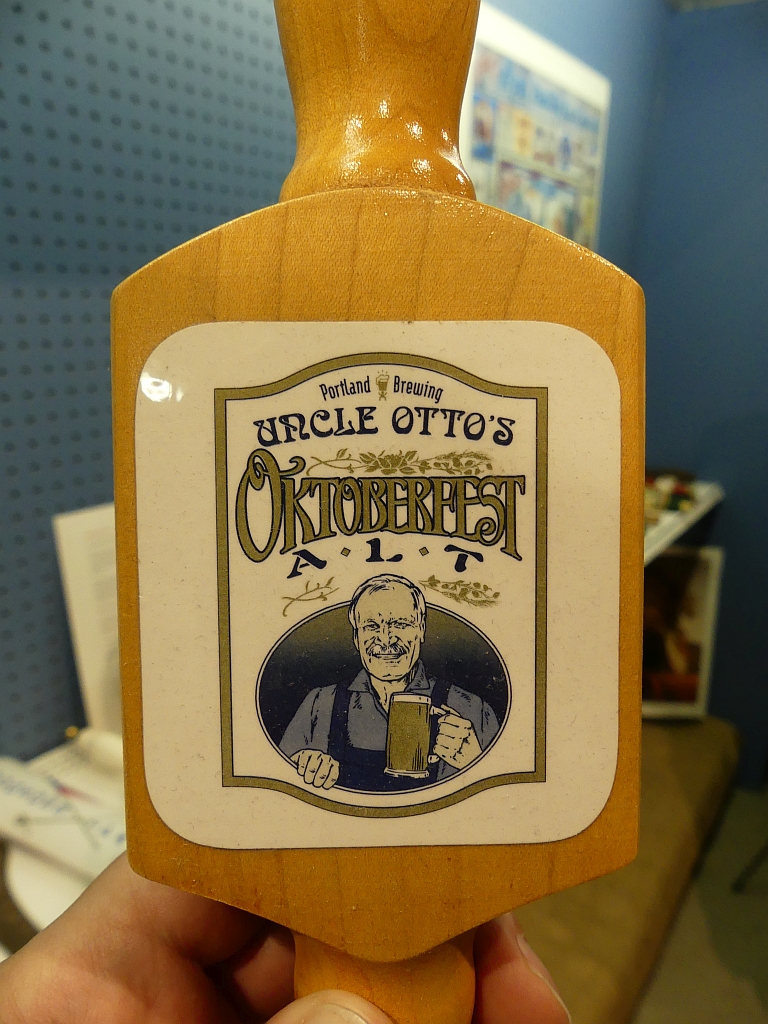 Portland Brewing
UNCLE OTTO'S
OKTOBERFEST
A·L·T